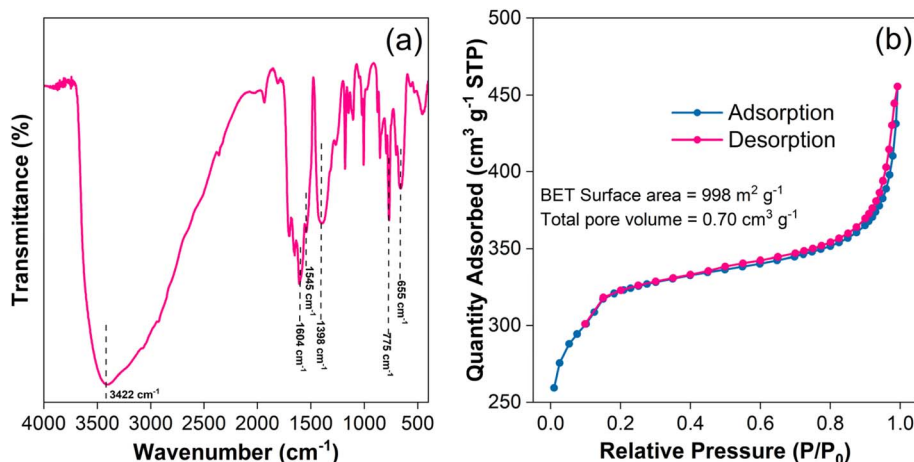 (a)
Transmittance (%)
3422 cm⁻¹
1604 cm⁻¹
1545 cm⁻¹
1398 cm⁻¹
775 cm⁻¹
655 cm⁻¹
4000 3500 3000 2500 2000 1500 1000 500
Wavenumber (cm⁻¹)
(b)
Quantity Adsorbed (cm³ g⁻¹ STP)
500
450
400
350
300
250
Adsorption
Desorption
BET Surface area = 998 m² g⁻¹
Total pore volume = 0.70 cm³ g⁻¹
0.0 0.2 0.4 0.6 0.8 1.0
Relative Pressure (P/P₀)